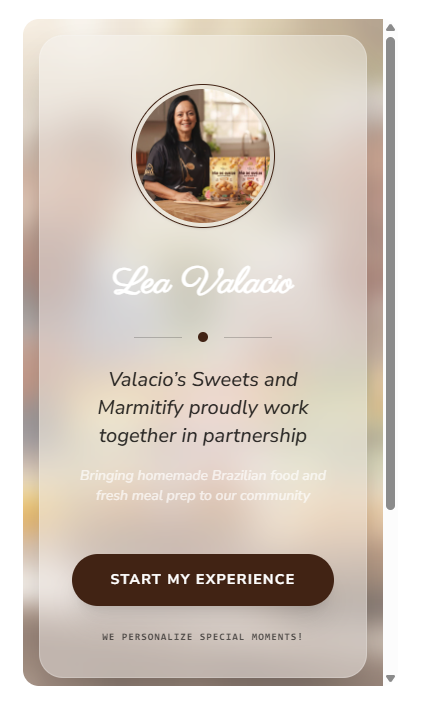 Lea Valacio
Valacio’s Sweets and
Marmitify proudly work
together in partnership
Bringing homemade Brazilian food and
fresh meal prep to our community
START MY EXPERIENCE
WE PERSONALIZE SPECIAL MOMENTS!